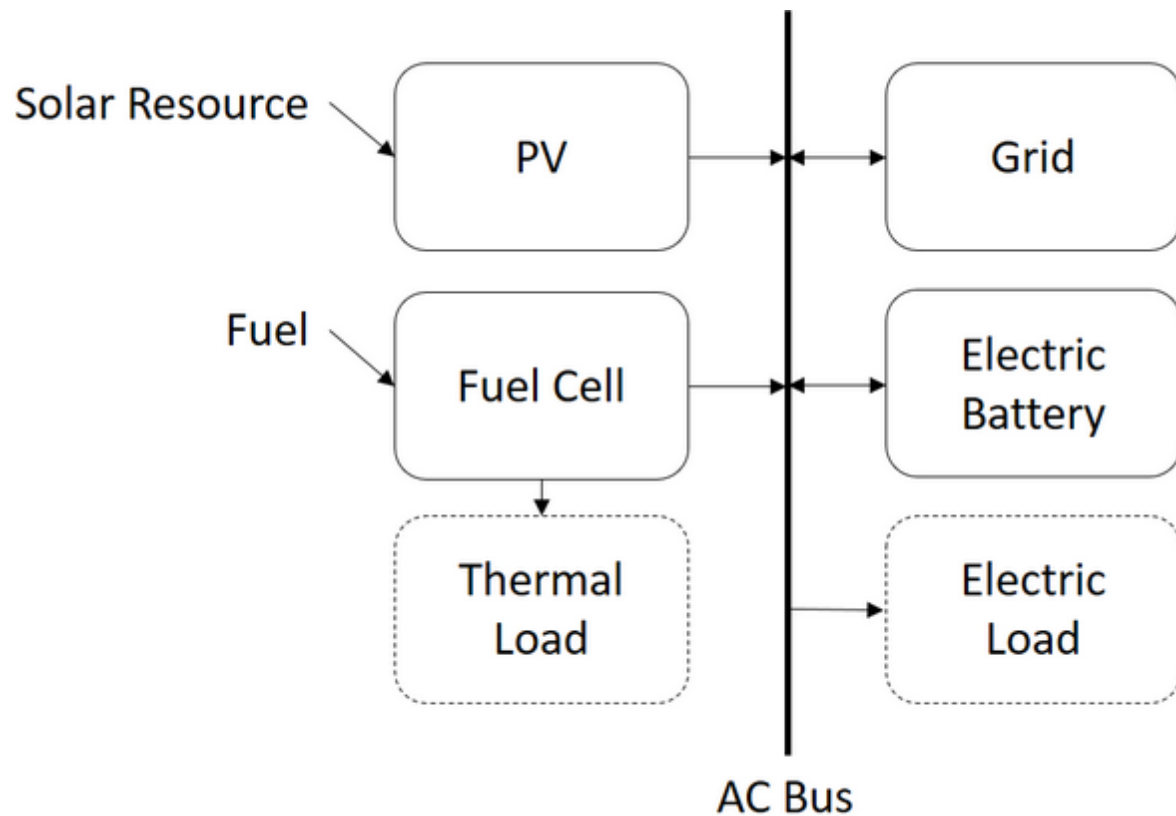 Solar Resource
PV
Grid
Fuel
Fuel Cell
Electric
Battery
Thermal
Load
Electric
Load
AC Bus